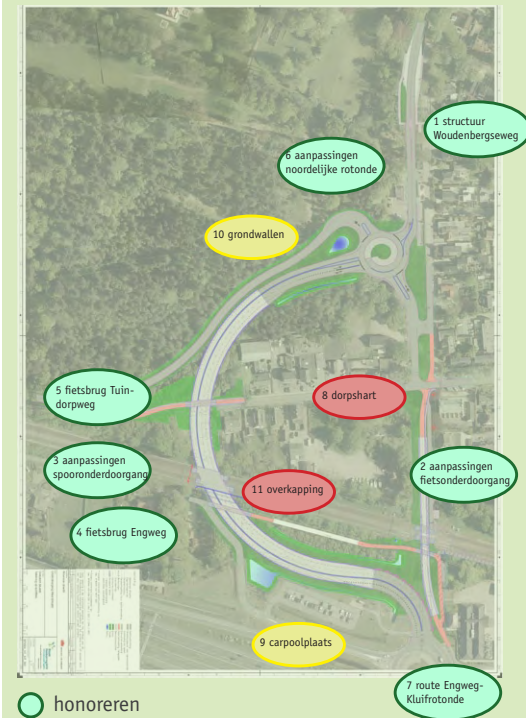 1 structuur
Woudenbergseweg
6 aanpassingen
noordelijke rotonde
10 grondwallen
5 fietsbrug Tuin-
dorpweg
8 dorpshart
3 aanpassingen
spooronderdoorgang
2 aanpassingen
fietsonderdoorgang
11 overkapping
4 fietsbrug Engweg
9 carpoolplaats
7 route Engweg-
Kluifrotonde
honoreren